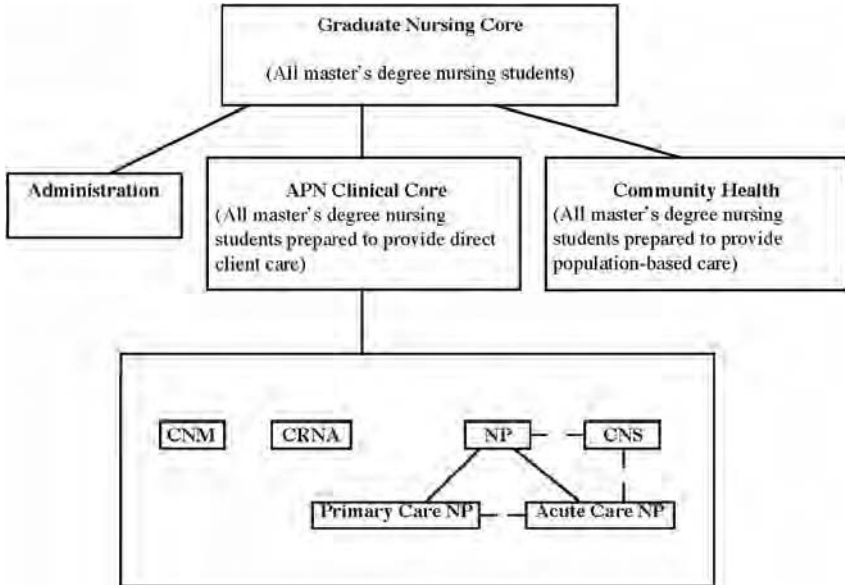 Graduate Nursing Core
(All master's degree nursing students)
Administration
APN Clinical Core
(All master's degree nursing
students prepared to provide direct
client care)
Community Health
(All master's degree nursing
students prepared to provide
population-based care)
CNM
CRNA
NP
CNS
Primary Care NP
Acute Care NP